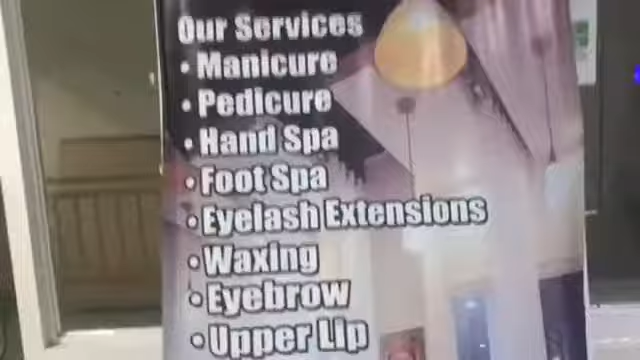 Our Services
• Manicure
• Pedicure
• Hand Spa
• Foot Spa
• Eyelash Extensions
• Waxing
• Eyebrow
• Upper Lip